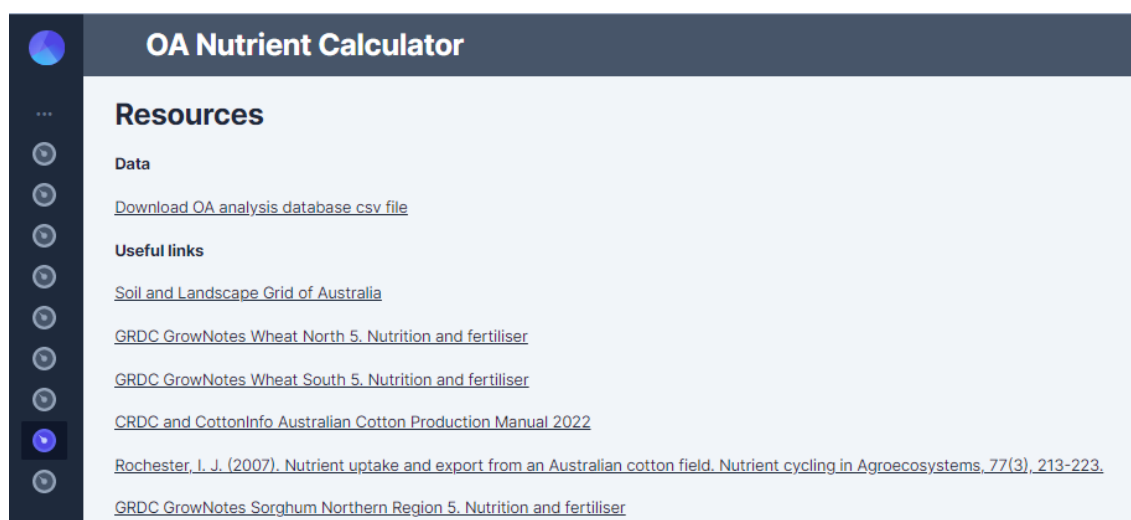 OA Nutrient Calculator
Resources
Data
Download OA analysis database csv file
Useful links
Soil and Landscape Grid of Australia
GRDC GrowNotes Wheat North 5. Nutrition and fertiliser
GRDC GrowNotes Wheat South 5. Nutrition and fertiliser
CRDC and CottonInfo Australian Cotton Production Manual 2022
Rochester, I. J. (2007). Nutrient uptake and export from an Australian cotton field. Nutrient cycling in Agroecosystems, 77(3), 213-223.
GRDC GrowNotes Sorghum Northern Region 5. Nutrition and fertiliser